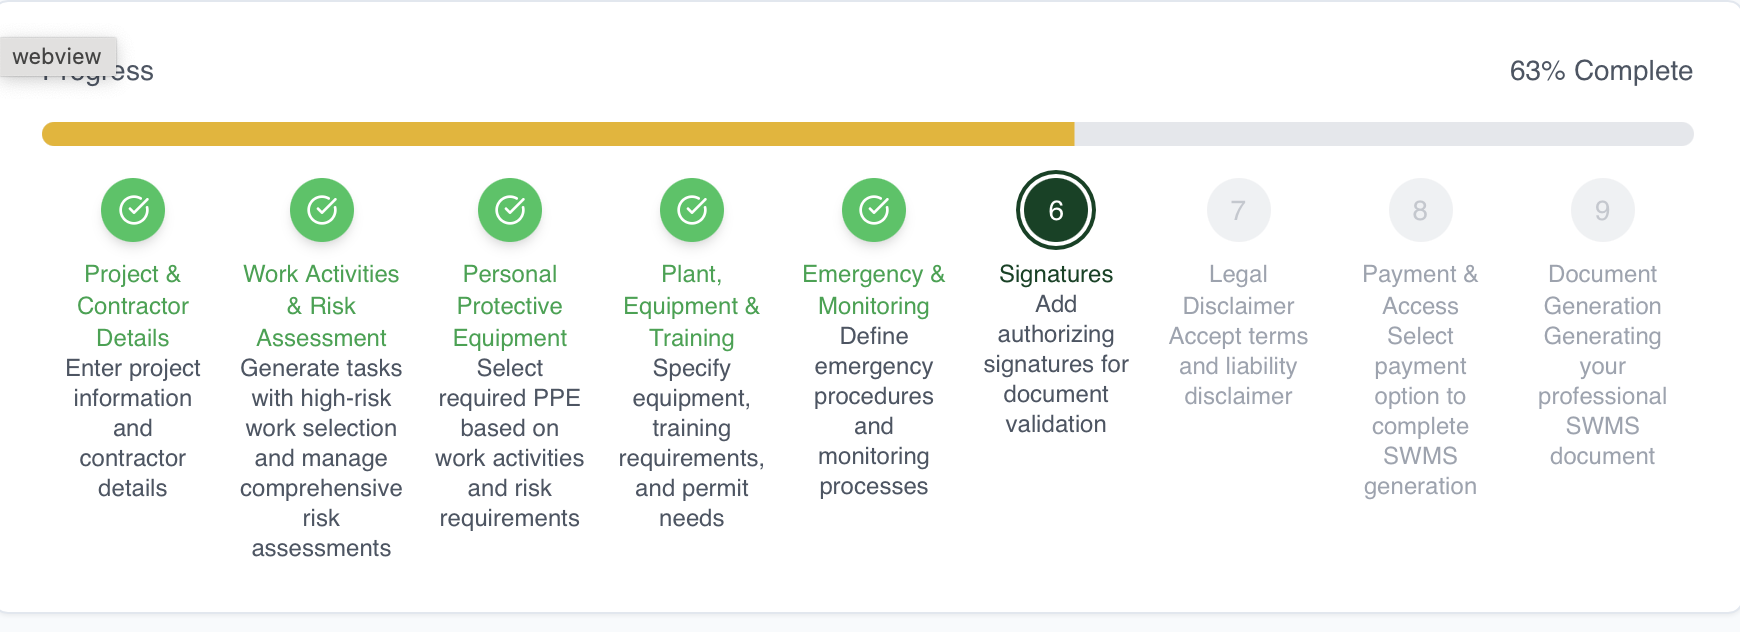 webview
Progress
63% Complete
6
7
8
9
Project &
Contractor
Details
Enter project
information
and
contractor
details
Work Activities
& Risk
Assessment
Generate tasks
with high-risk
work selection
and manage
comprehensive
risk
assessments
Personal
Protective
Equipment
Select
required PPE
based on
work activities
and risk
requirements
Plant,
Equipment &
Training
Specify
equipment,
training
requirements,
and permit
needs
Emergency &
Monitoring
Define
emergency
procedures
and
monitoring
processes
Signatures
Add
authorizing
signatures for
document
validation
Legal
Disclaimer
Accept terms
and liability
disclaimer
Payment &
Access
Select
payment
option to
complete
SWMS
generation
Document
Generation
Generating
your
professional
SWMS
document